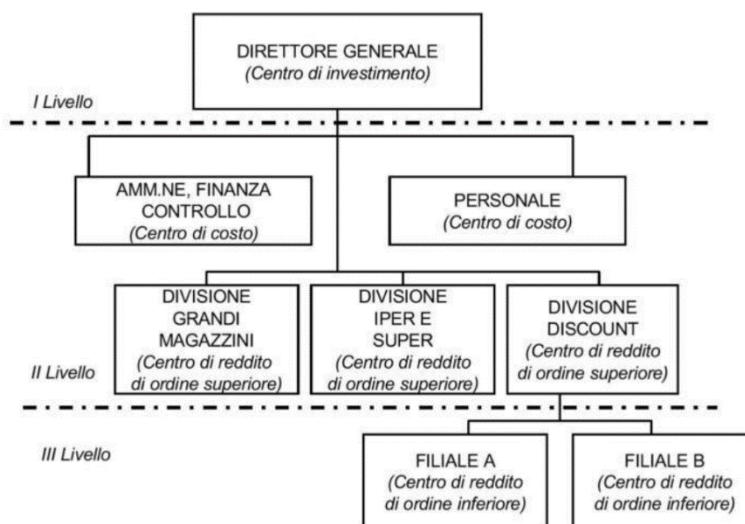 DIRETTORE GENERALE
(Centro di investimento)
I Livello
AMM.NE, FINANZA
CONTROLLO
(Centro di costo)
PERSONALE
(Centro di costo)
DIVISIONE
GRANDI
MAGAZZINI
(Centro di reddito
di ordine superiore)
DIVISIONE
IPER E
SUPER
(Centro di reddito
di ordine superiore)
DIVISIONE
DISCOUNT
(Centro di reddito
di ordine superiore)
II Livello
III Livello
FILIALE A
(Centro di reddito
di ordine inferiore)
FILIALE B
(Centro di reddito
di ordine inferiore)